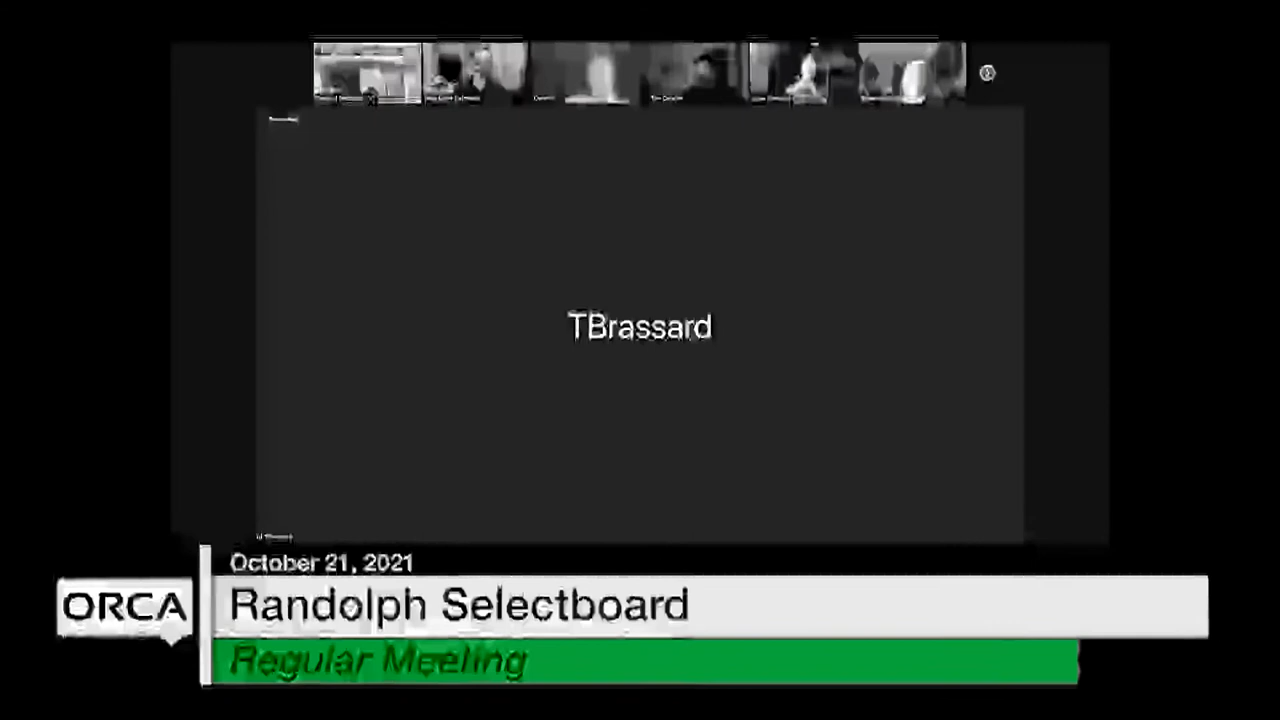 TBrassard
October 21, 2021
ORCA
Randolph Selectboard
Regular Meeting